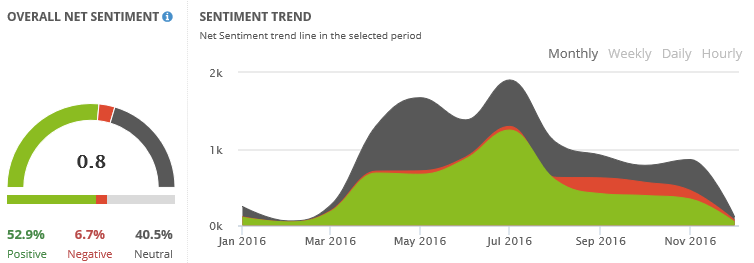 OVERALL NET SENTIMENT
0.8
52.9% 6.7% 40.5%
Positive Negative Neutral
SENTIMENT TREND
Net Sentiment trend line in the selected period
Monthly Weekly Daily Hourly
2k
1k
0k
Jan 2016 Mar 2016 May 2016 Jul 2016 Sep 2016 Nov 2016